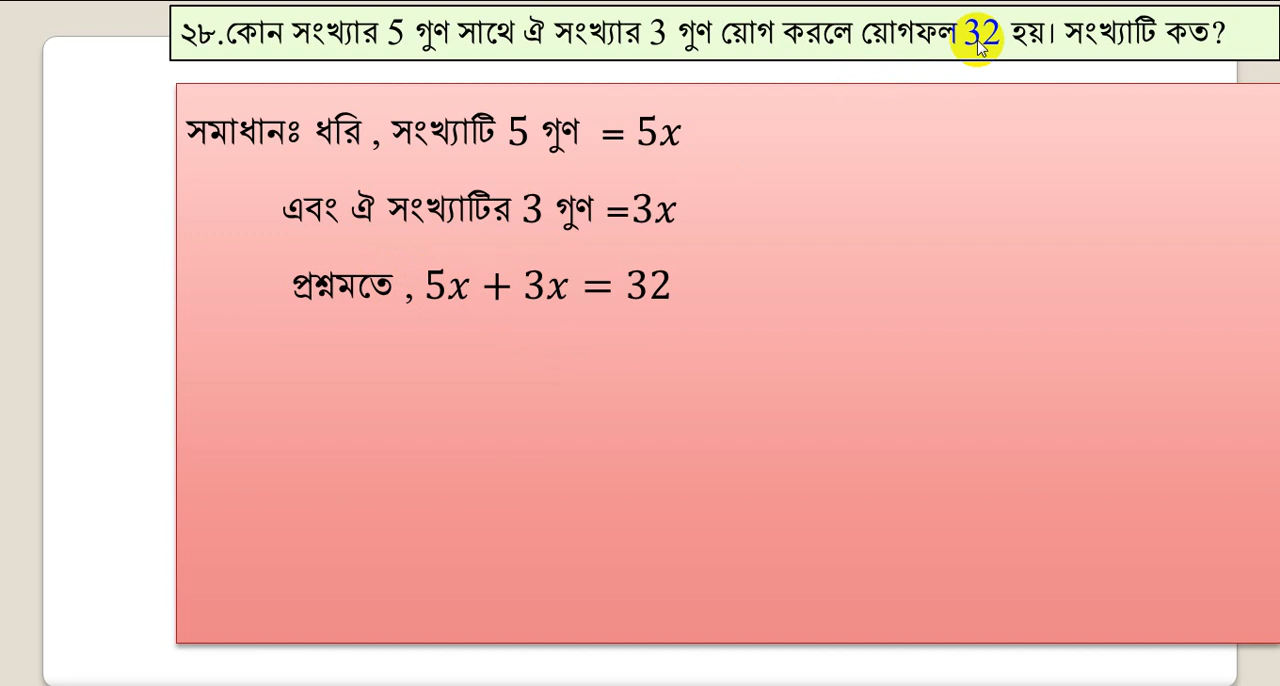 ২৮.কোন সংখ্যার 5 গুণ সাথে ঐ সংখ্যার 3 গুণ যোগ করলে যোগফল 32 হয়। সংখ্যাটি কত?
সমাধানঃ ধরি , সংখ্যাটি 5 গুণ = 5x
এবং ঐ সংখ্যাটির 3 গুণ =3x
প্রশ্নমতে , 5x + 3x = 32